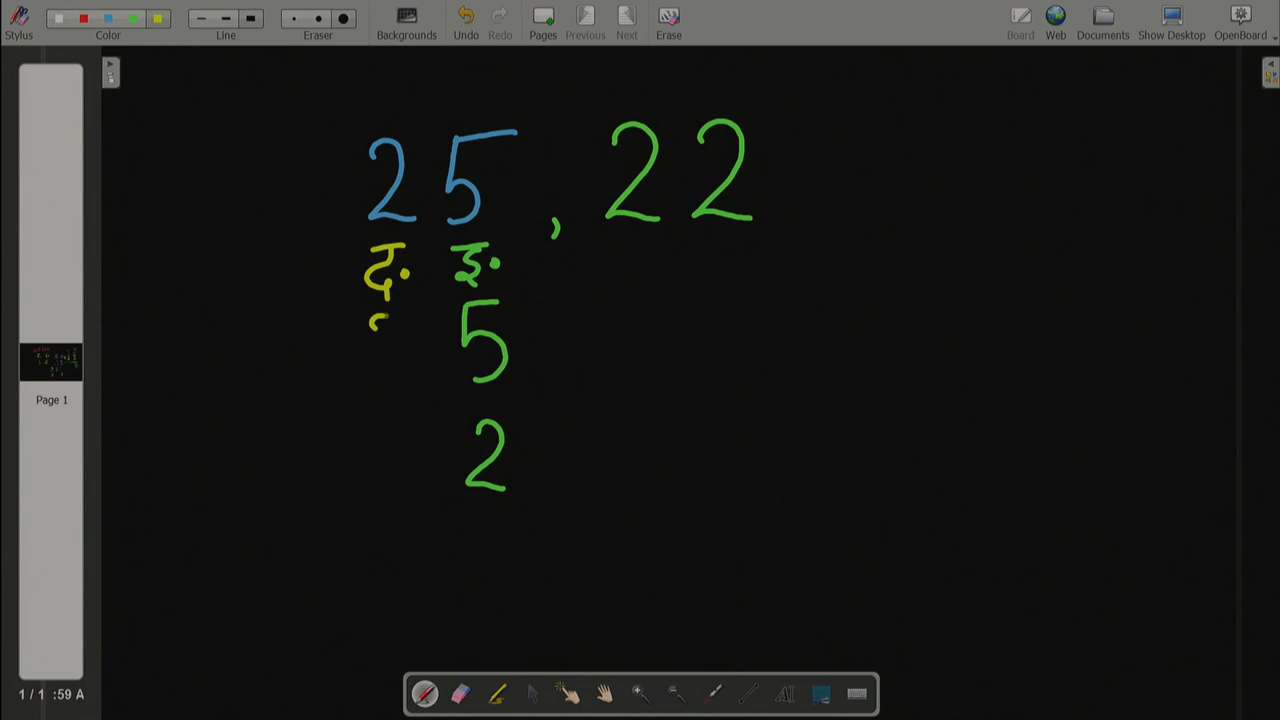 Stylus Color Line Eraser Backgrounds Undo Redo Pages Previous Next Erase Board Web Documents Show Desktop OpenBoard
25, 22
द. इ.
5
2
Page 1
1 / 1 :59 A